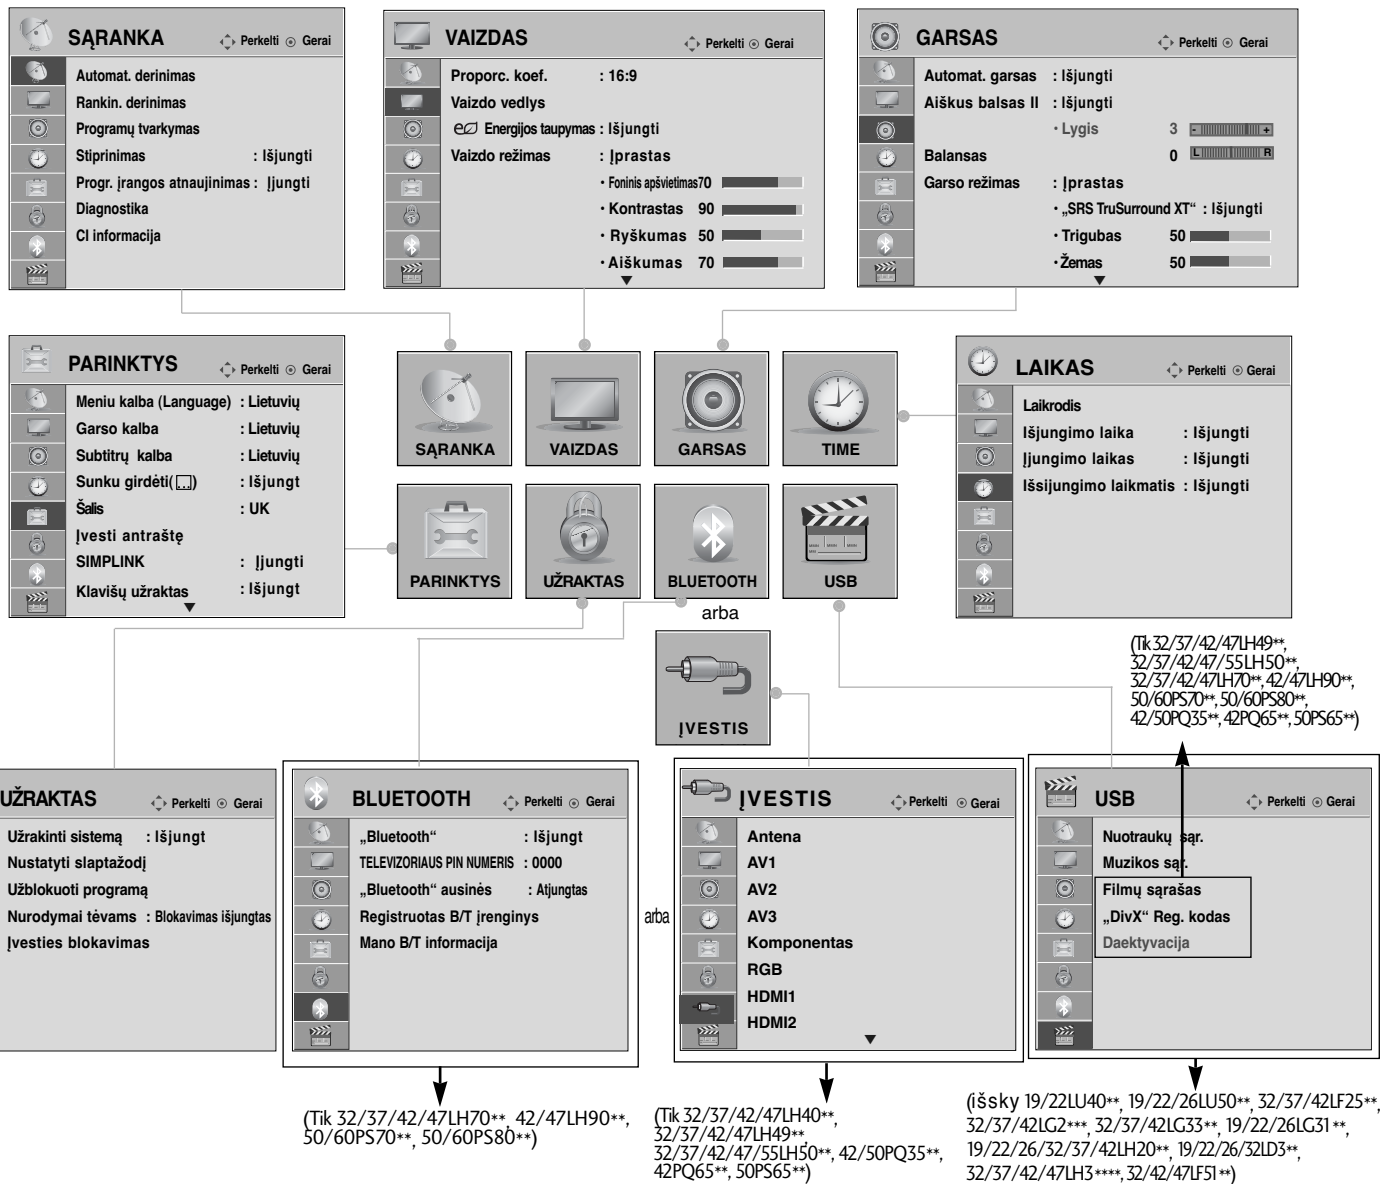 SĄRANKA
Perkelti Gerai
Automat. derinimas
Rankin. derinimas
Programų tvarkymas
Stiprinimas : Išjungti
Progr. įrangos atnaujinimas : Įjungti
Diagnostika
CI informacija
VAIZDAS
Perkelti Gerai
Proporc. koef. : 16:9
Vaizdo vedlys
Energijos taupymas : Išjungti
Vaizdo režimas : Įprastas
• Foninis apšvietimas70
• Kontrastas 90
• Ryškumas 50
• Aiškumas 70
GARSAS
Perkelti Gerai
Automat. garsas : Išjungti
Aiškus balsas II : Išjungti
• Lygis 3 - +
Balansas 0 L R
Garso režimas : Įprastas
• „SRS TruSurround XT“ : Išjungti
• Trigubas 50
• Žemas 50
PARINKTYS
Perkelti Gerai
Meniu kalba (Language) : Lietuvių
Garso kalba : Lietuvių
Subtitrų kalba : Lietuvių
Sunku girdėti( ) : Išjungt
Šalis : UK
Įvesti antraštę
SIMPLINK : Įjungti
Klavišų užraktas : Išjungt
SĄRANKA
VAIZDAS
GARSAS
TIME
PARINKTYS
UŽRAKTAS
BLUETOOTH
USB
arba
ĮVESTIS
LAIKAS
Perkelti Gerai
Laikrodis
Išjungimo laika : Išjungti
Įjungimo laikas : Išjungti
Išsijungimo laikmatis : Išjungti
(Tik 32/37/42/47LH49**,
32/37/42/47/55LH50**,
32/37/42/47LH70**, 42/47LH90**,
50/60PS70**, 50/60PS80**,
42/50PQ35**, 42PQ65**, 50PS65**)
UŽRAKTAS
Perkelti Gerai
Užrakinti sistemą : Išjungt
Nustatyti slaptažodį
Užblokuoti programą
Nurodymai tėvams : Blokavimas išjungtas
Įvesties blokavimas
BLUETOOTH
Perkelti Gerai
„Bluetooth“ : Išjungt
TELEVIZORIAUS PIN NUMERIS : 0000
„Bluetooth“ ausinės : Atjungtas
Registruotas B/T įrenginys
Mano B/T informacija
arba
ĮVESTIS
Perkelti Gerai
Antena
AV1
AV2
AV3
Komponentas
RGB
HDMI1
HDMI2
USB
Perkelti Gerai
Nuotraukų sąr.
Muzikos sąr.
Filmų sąrašas
„DivX“ Reg. kodas
Daektyvacija
(Tik 32/37/42/47LH70**, 42/47LH90**,
50/60PS70**, 50/60PS80**)
(Tik 32/37/42/47LH40**,
32/37/42/47LH49**,
32/37/42/47/55LH50**, 42/50PQ35**,
42PQ65**, 50PS65**)
(išsky 19/22LU40**, 19/22/26LU50**, 32/37/42LF25**,
32/37/42LG2***, 32/37/42LG33**, 19/22/26LG31**,
19/22/26/32/37/42LH20**, 19/22/26/32LD3**,
32/37/42/47LH3****, 32/42/47LF51**)